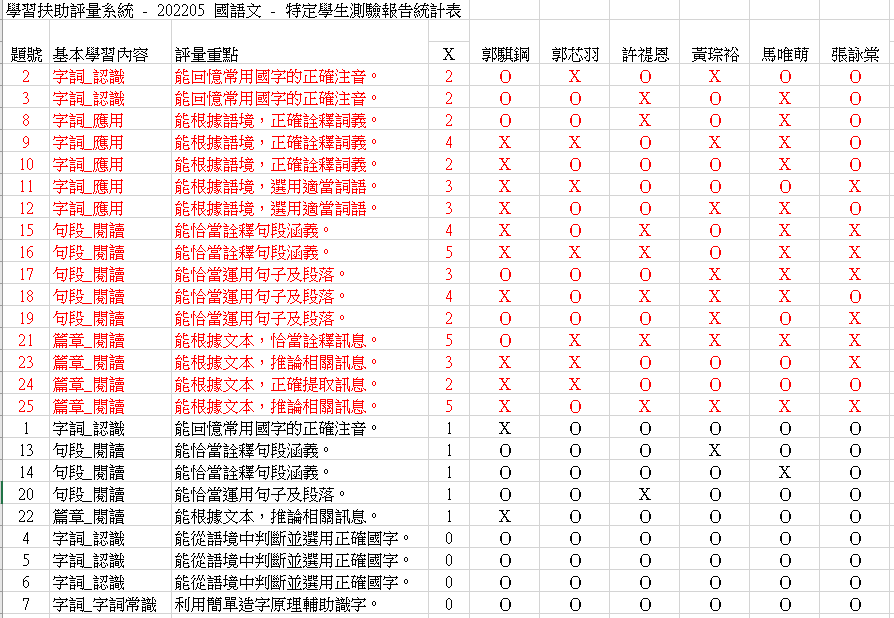 學習扶助評量系統 - 202205 國語文 - 特定學生測驗報告統計表
題號 基本學習內容 評量重點 X 郭騏鋼 郭芯羽 許禔恩 黃琮裕 馬唯萌 張詠棠
2 字詞_認識 能回憶常用國字的正確注音。 2 O X O X O O
3 字詞_認識 能回憶常用國字的正確注音。 2 O O X O X O
8 字詞_應用 能根據語境，正確詮釋詞義。 2 O O X O X O
9 字詞_應用 能根據語境，正確詮釋詞義。 4 X X O X X O
10 字詞_應用 能根據語境，正確詮釋詞義。 2 X O O O X O
11 字詞_應用 能根據語境，選用適當詞語。 3 X X O O O X
12 字詞_應用 能根據語境，選用適當詞語。 3 X O O X X O
15 句段_閱讀 能恰當詮釋句段涵義。 4 X O X O X X
16 句段_閱讀 能恰當詮釋句段涵義。 5 X X X O X X
17 句段_閱讀 能恰當運用句子及段落。 3 O O O X X X
18 句段_閱讀 能恰當運用句子及段落。 4 X O X X X O
19 句段_閱讀 能恰當運用句子及段落。 2 O O O X O X
21 篇章_閱讀 能根據文本，恰當詮釋訊息。 5 O X X X X X
23 篇章_閱讀 能根據文本，推論相關訊息。 3 X X O O O X
24 篇章_閱讀 能根據文本，正確提取訊息。 2 X X O O O O
25 篇章_閱讀 能根據文本，推論相關訊息。 5 X O X X X X
1 字詞_認識 能回憶常用國字的正確注音。 1 X O O O O O
13 句段_閱讀 能恰當詮釋句段涵義。 1 O O O X O O
14 句段_閱讀 能恰當詮釋句段涵義。 1 O O O O X O
20 句段_閱讀 能恰當運用句子及段落。 1 O O X O O O
22 篇章_閱讀 能根據文本，推論相關訊息。 1 X O O O O O
4 字詞_認識 能從語境中判斷並選用正確國字。 0 O O O O O O
5 字詞_認識 能從語境中判斷並選用正確國字。 0 O O O O O O
6 字詞_認識 能從語境中判斷並選用正確國字。 0 O O O O O O
7 字詞_字詞常識 利用簡單造字原理輔助識字。 0 O O O O O O